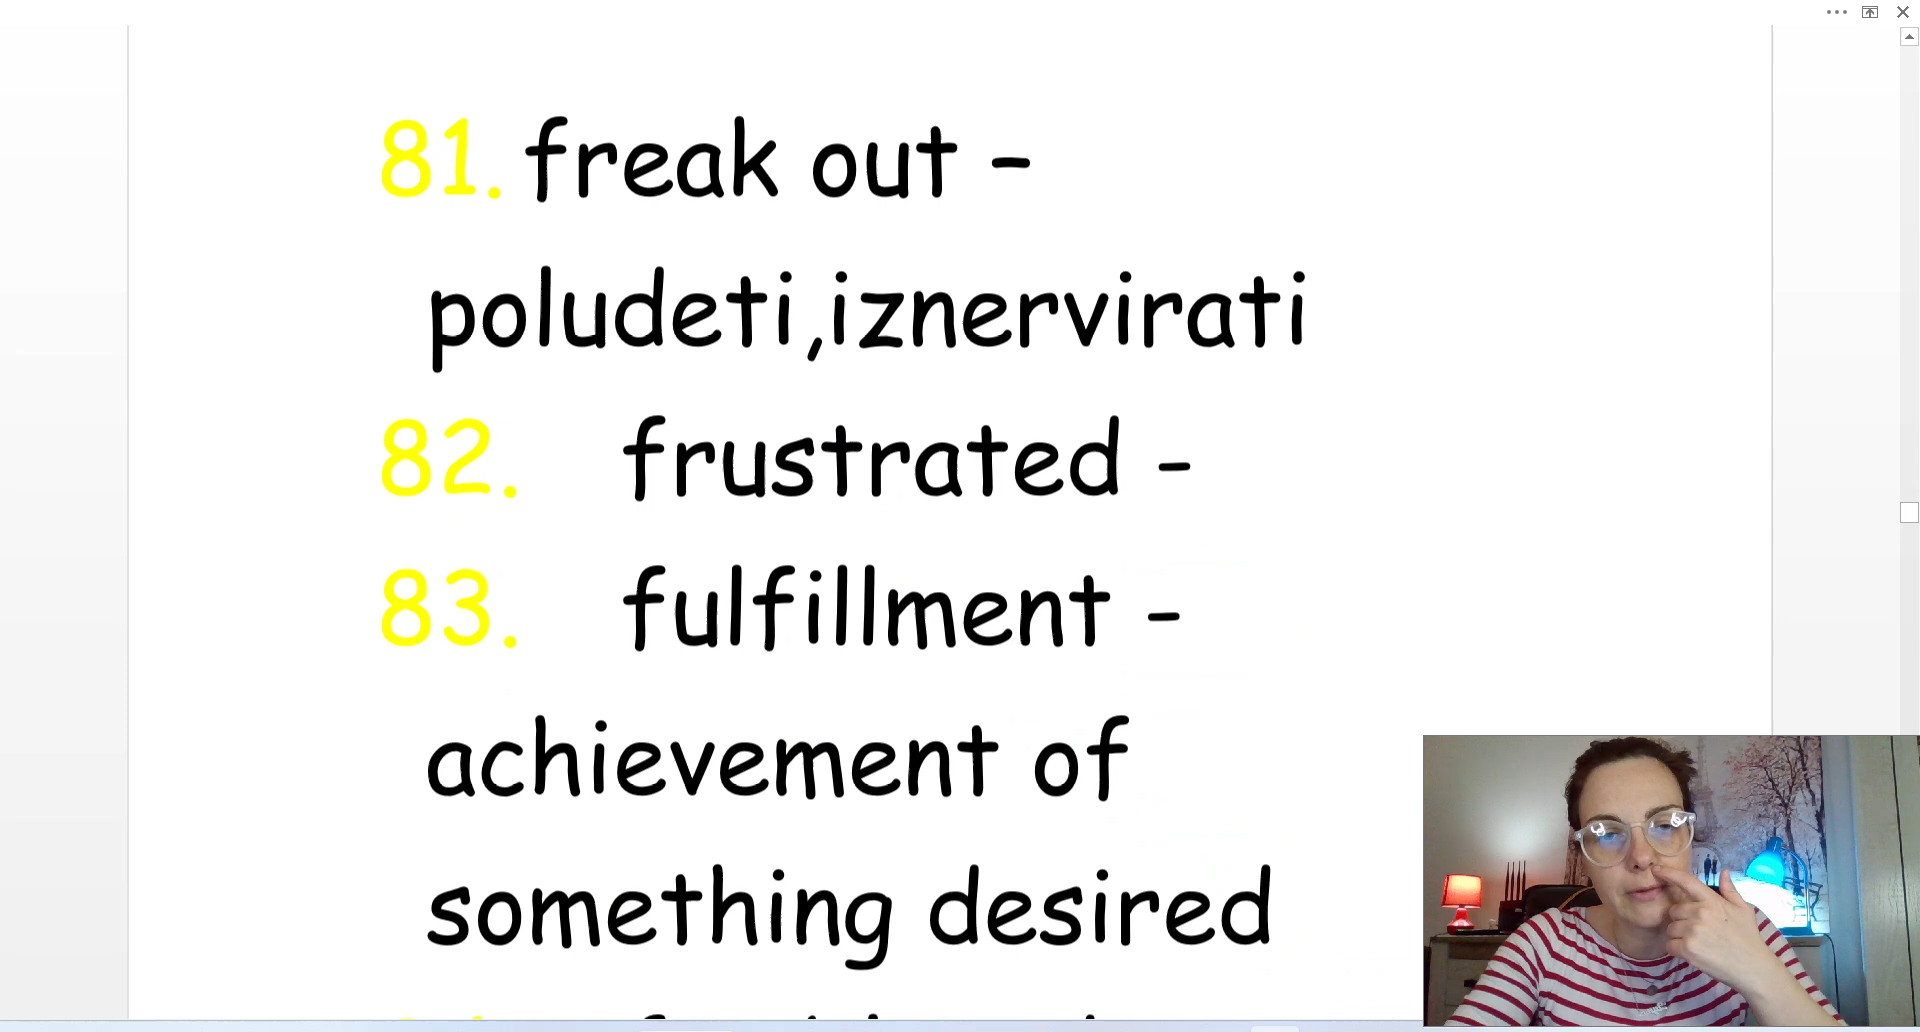 81. freak out –
poludeti,iznervirati
82. frustrated -
83. fulfillment -
achievement of
something desired